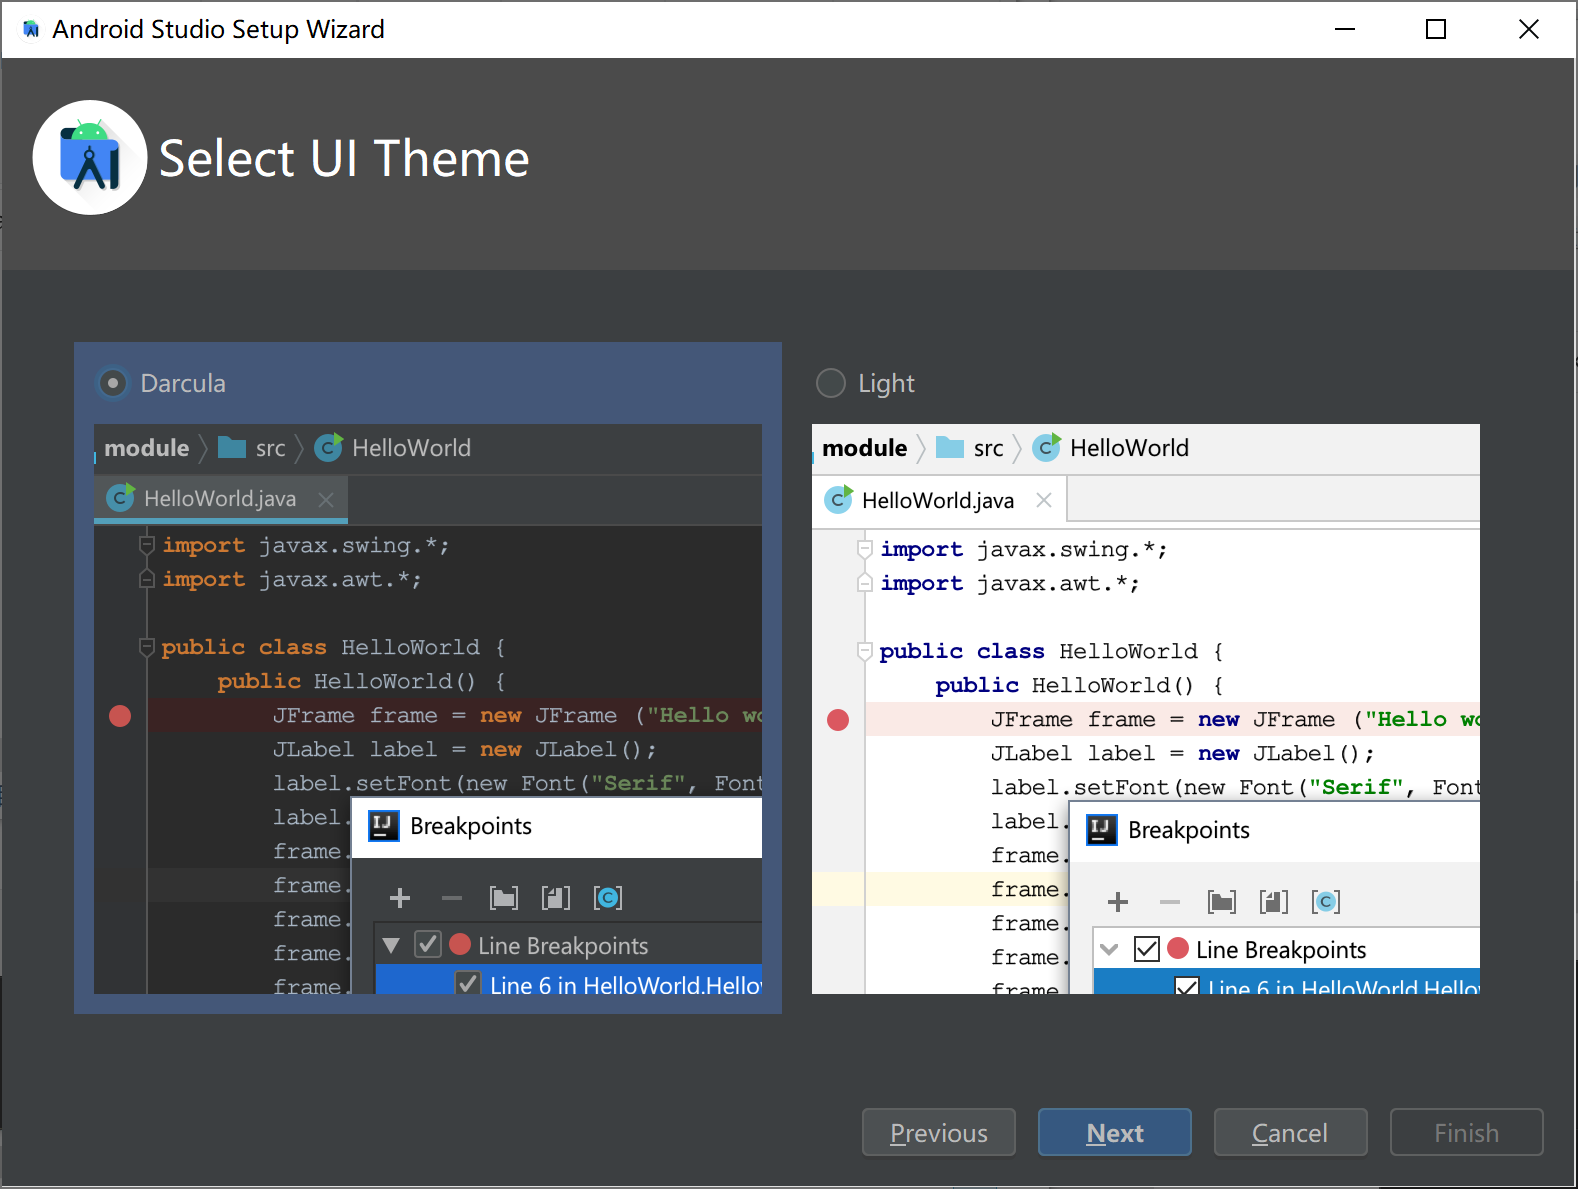 Android Studio Setup Wizard
Select UI Theme
Darcula
module src HelloWorld
HelloWorld.java
import javax.swing.*;
import javax.awt.*;
public class HelloWorld {
public HelloWorld() {
JFrame frame = new JFrame ("Hello wo
JLabel label = new JLabel();
label.setFont(new Font("Serif", Font
label.
frame.
frame.
frame.
frame.
frame
Breakpoints
Line Breakpoints
Line 6 in HelloWorld.Hello
Light
module src HelloWorld
HelloWorld.java
import javax.swing.*;
import javax.awt.*;
public class HelloWorld {
public HelloWorld() {
JFrame frame = new JFrame ("Hello wo
JLabel label = new JLabel();
label.setFont(new Font("Serif", Font
label.
frame.
frame.
frame.
frame.
frame
Breakpoints
Line Breakpoints
Line 6 in HelloWorld.Hello
Previous Next Cancel Finish